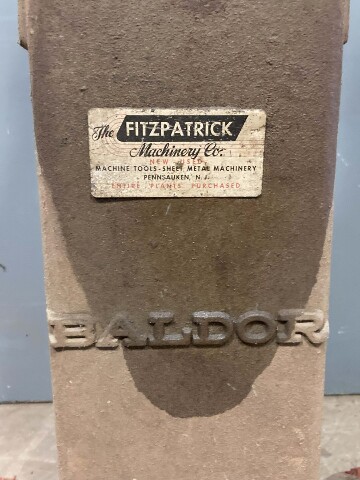 The FITZPATRICK
Machinery Co.
NEW - USED
MACHINE TOOLS-SHEET METAL MACHINERY
PENNSAUKEN, N. J.
ENTIRE PLANTS PURCHASED
BALDOR